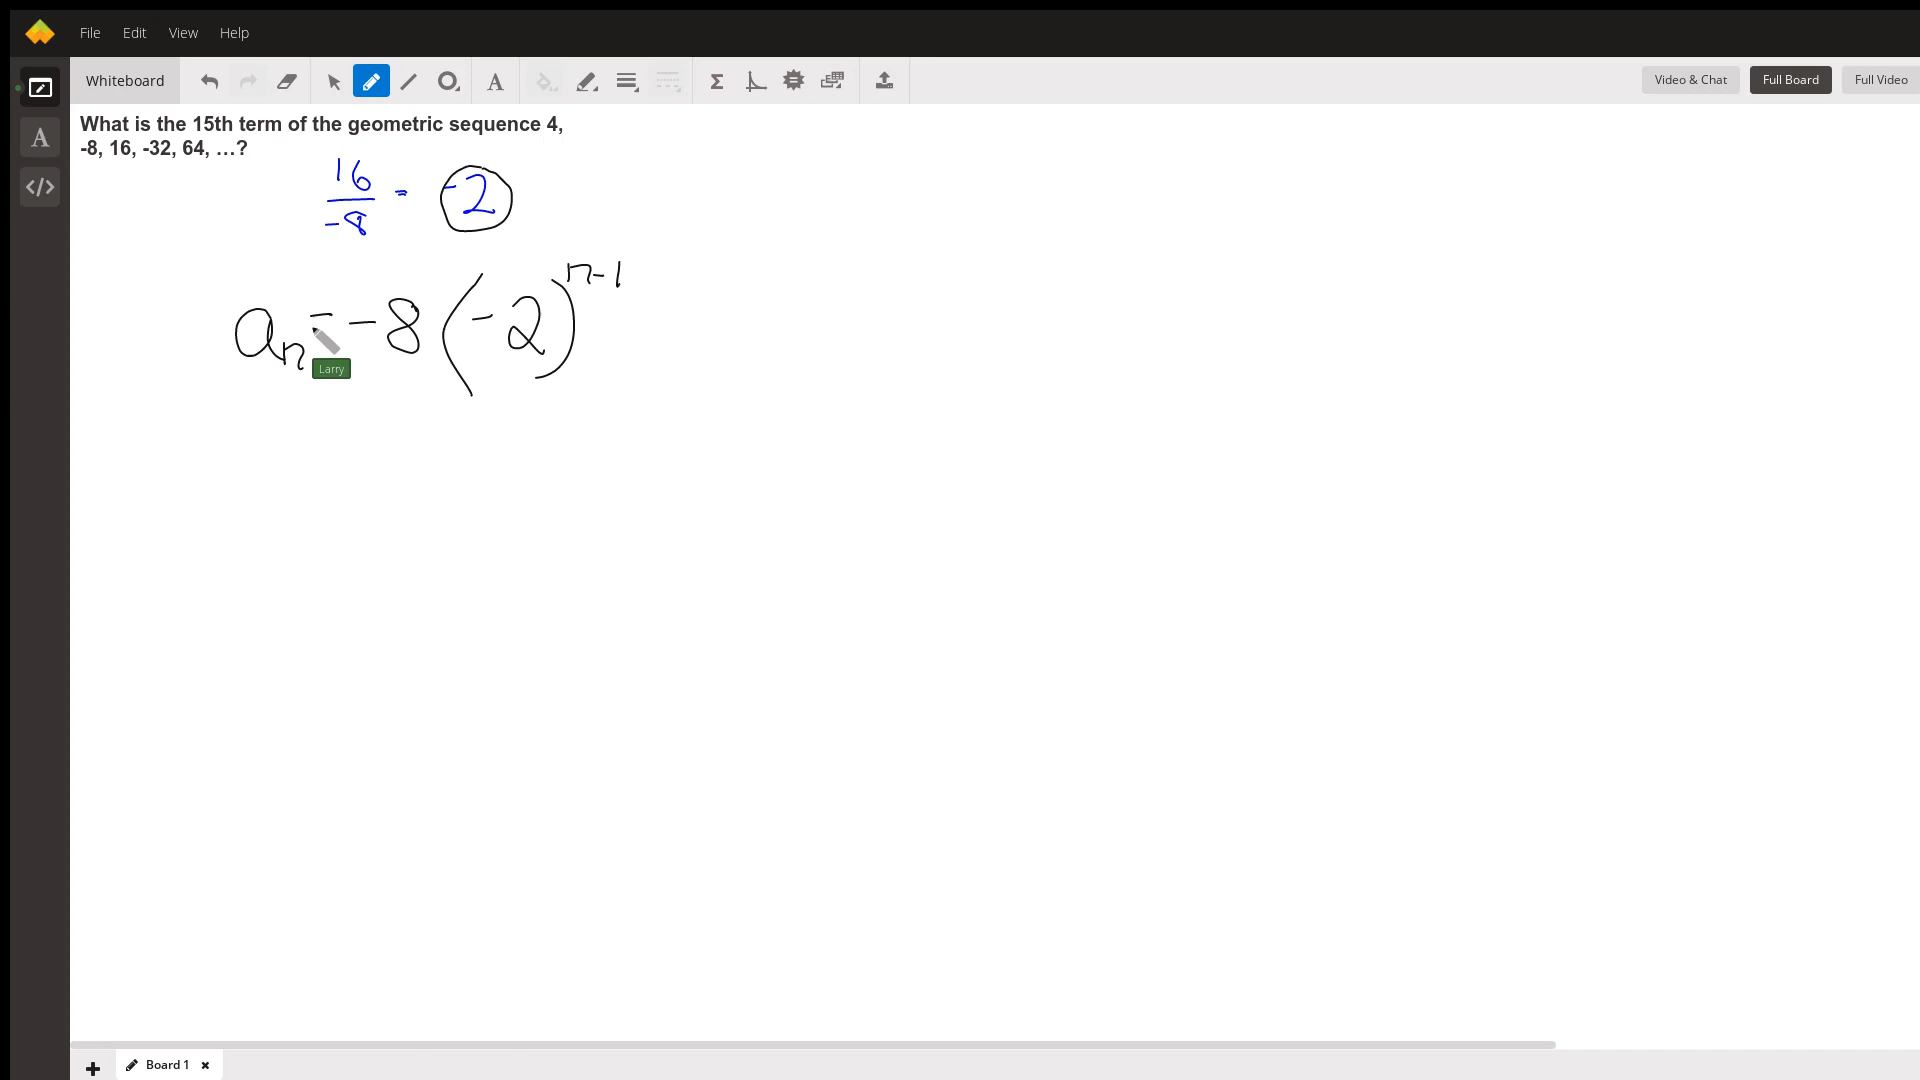 File Edit View Help
Whiteboard A Σ Video & Chat Full Board Full Video
A
</>
What is the 15th term of the geometric sequence 4,
-8, 16, -32, 64, …?
16
-8 = -2
aₙ = -8 (-2)ⁿ⁻¹
Larry
Board 1